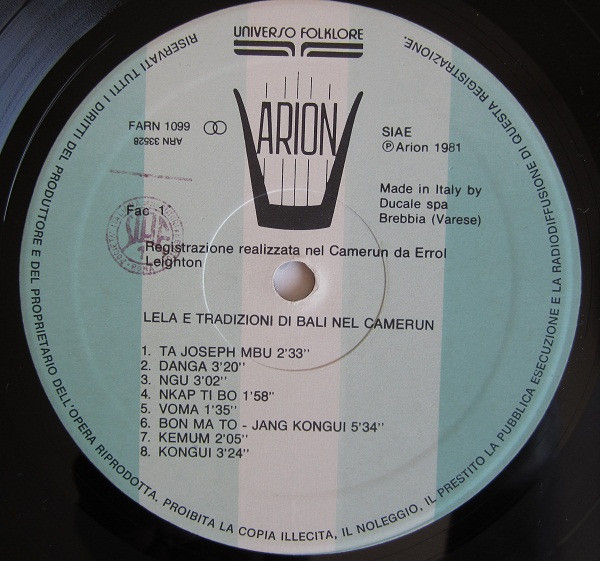 UNIVERSO FOLKLORE
ARION
FARN 1099
ARN 33528
SIAE
Ⓟ Arion 1981
Made in Italy by
Ducale spa
Brebbia (Varese)
Fac 1
Registrazione realizzata nel Camerun da Errol
Leighton
LELA E TRADIZIONI DI BALI NEL CAMERUN
1. TA JOSEPH MBU 2'33''
2. DANGA 3'20''
3. NGU 3'02''
4. NKAP TI BO 1'58''
5. VOMA 1'35''
6. BON MA TO - JANG KONGUI 5'34''
7. KEMUM 2'05''
8. KONGUI 3'24''
RISERVATI TUTTI I DIRITTI DEL PRODUTTORE E DEL PROPRIETARIO DELL'OPERA RIPRODOTTA. PROIBITA LA COPIA ILLECITA, IL NOLEGGIO, IL PRESTITO LA PUBBLICA ESECUZIONE E LA RADIODIFFUSIONE DI QUESTA REGISTRAZIONE.